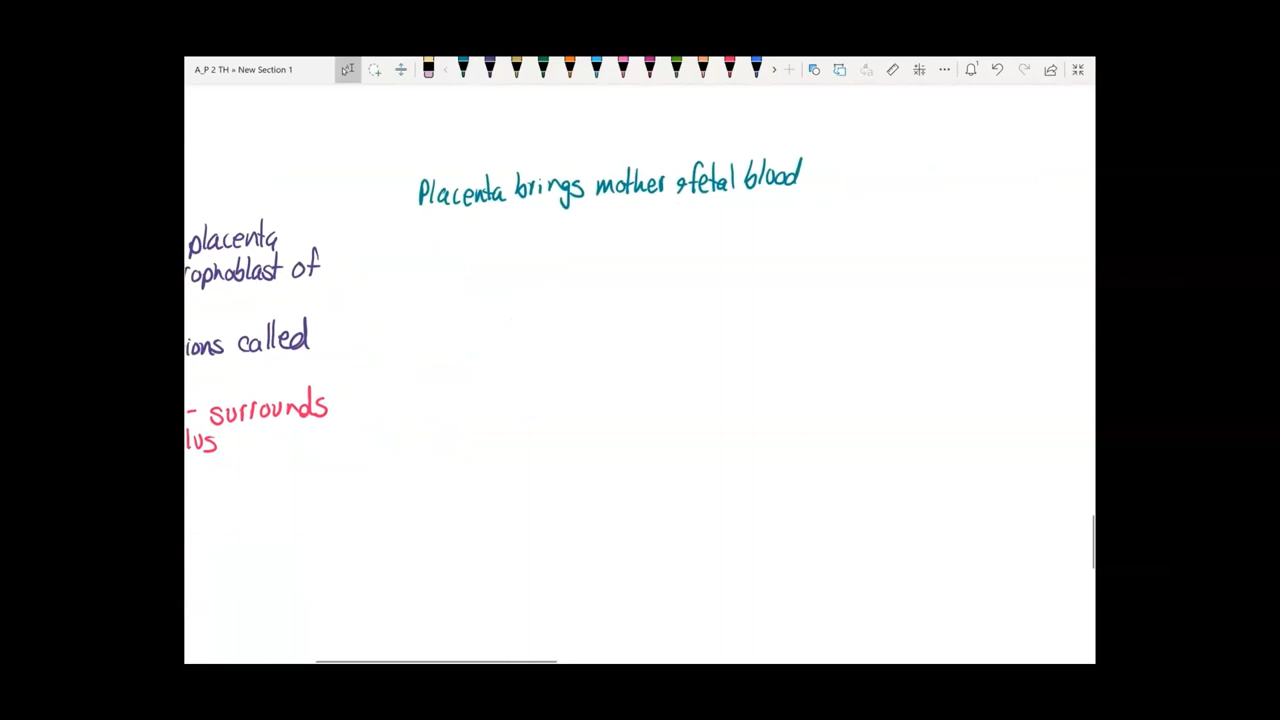 A_P 2 TH » New Section 1
Placenta brings mother & fetal blood
placenta
rophoblast of
ions called
- surrounds
lus